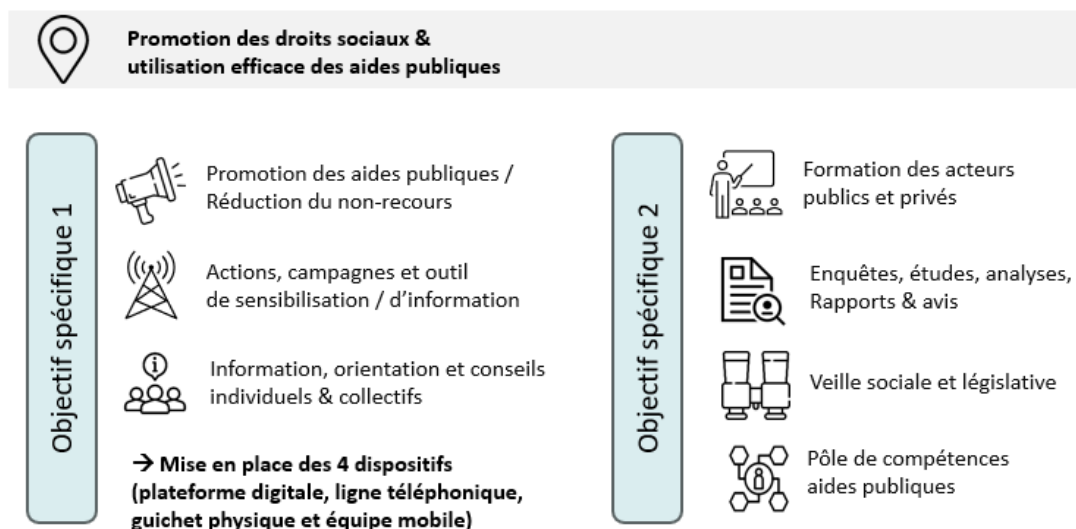 Promotion des droits sociaux &
utilisation efficace des aides publiques
Objectif spécifique 1
Promotion des aides publiques /
Réduction du non-recours
Actions, campagnes et outil
de sensibilisation / d’information
Information, orientation et conseils
individuels & collectifs
→ Mise en place des 4 dispositifs
(plateforme digitale, ligne téléphonique,
guichet physique et équipe mobile)
Objectif spécifique 2
Formation des acteurs
publics et privés
Enquêtes, études, analyses,
Rapports & avis
Veille sociale et législative
Pôle de compétences
aides publiques